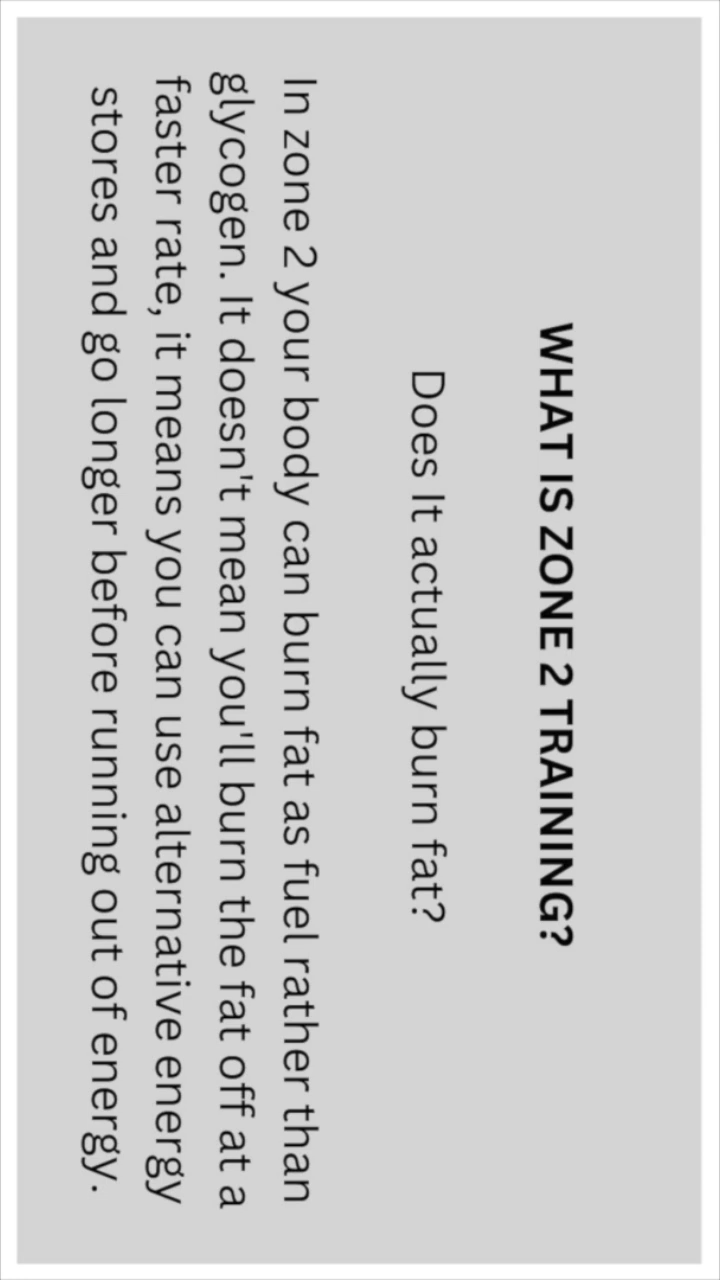 WHAT IS ZONE 2 TRAINING?
Does It actually burn fat?
In zone 2 your body can burn fat as fuel rather than
glycogen. It doesn't mean you'll burn the fat off at a
faster rate, it means you can use alternative energy
stores and go longer before running out of energy.